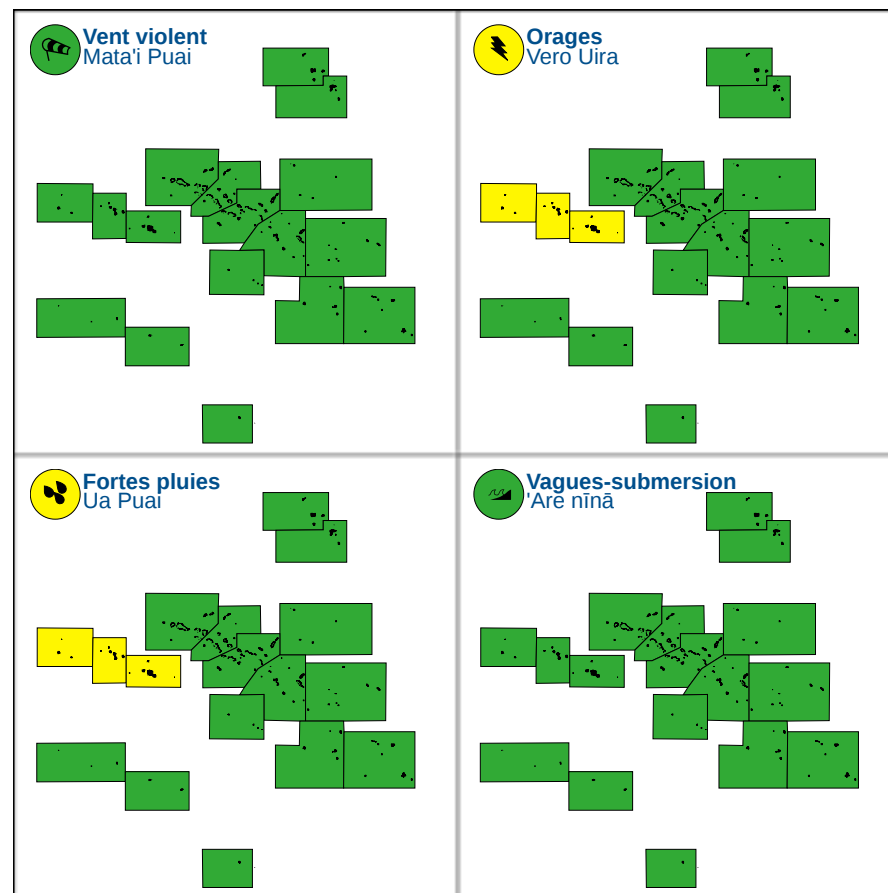 Vent violent
Mata'i Puai
Orages
Vero Uira
Fortes pluies
Ua Puai
Vagues-submersion
'Are nīnā